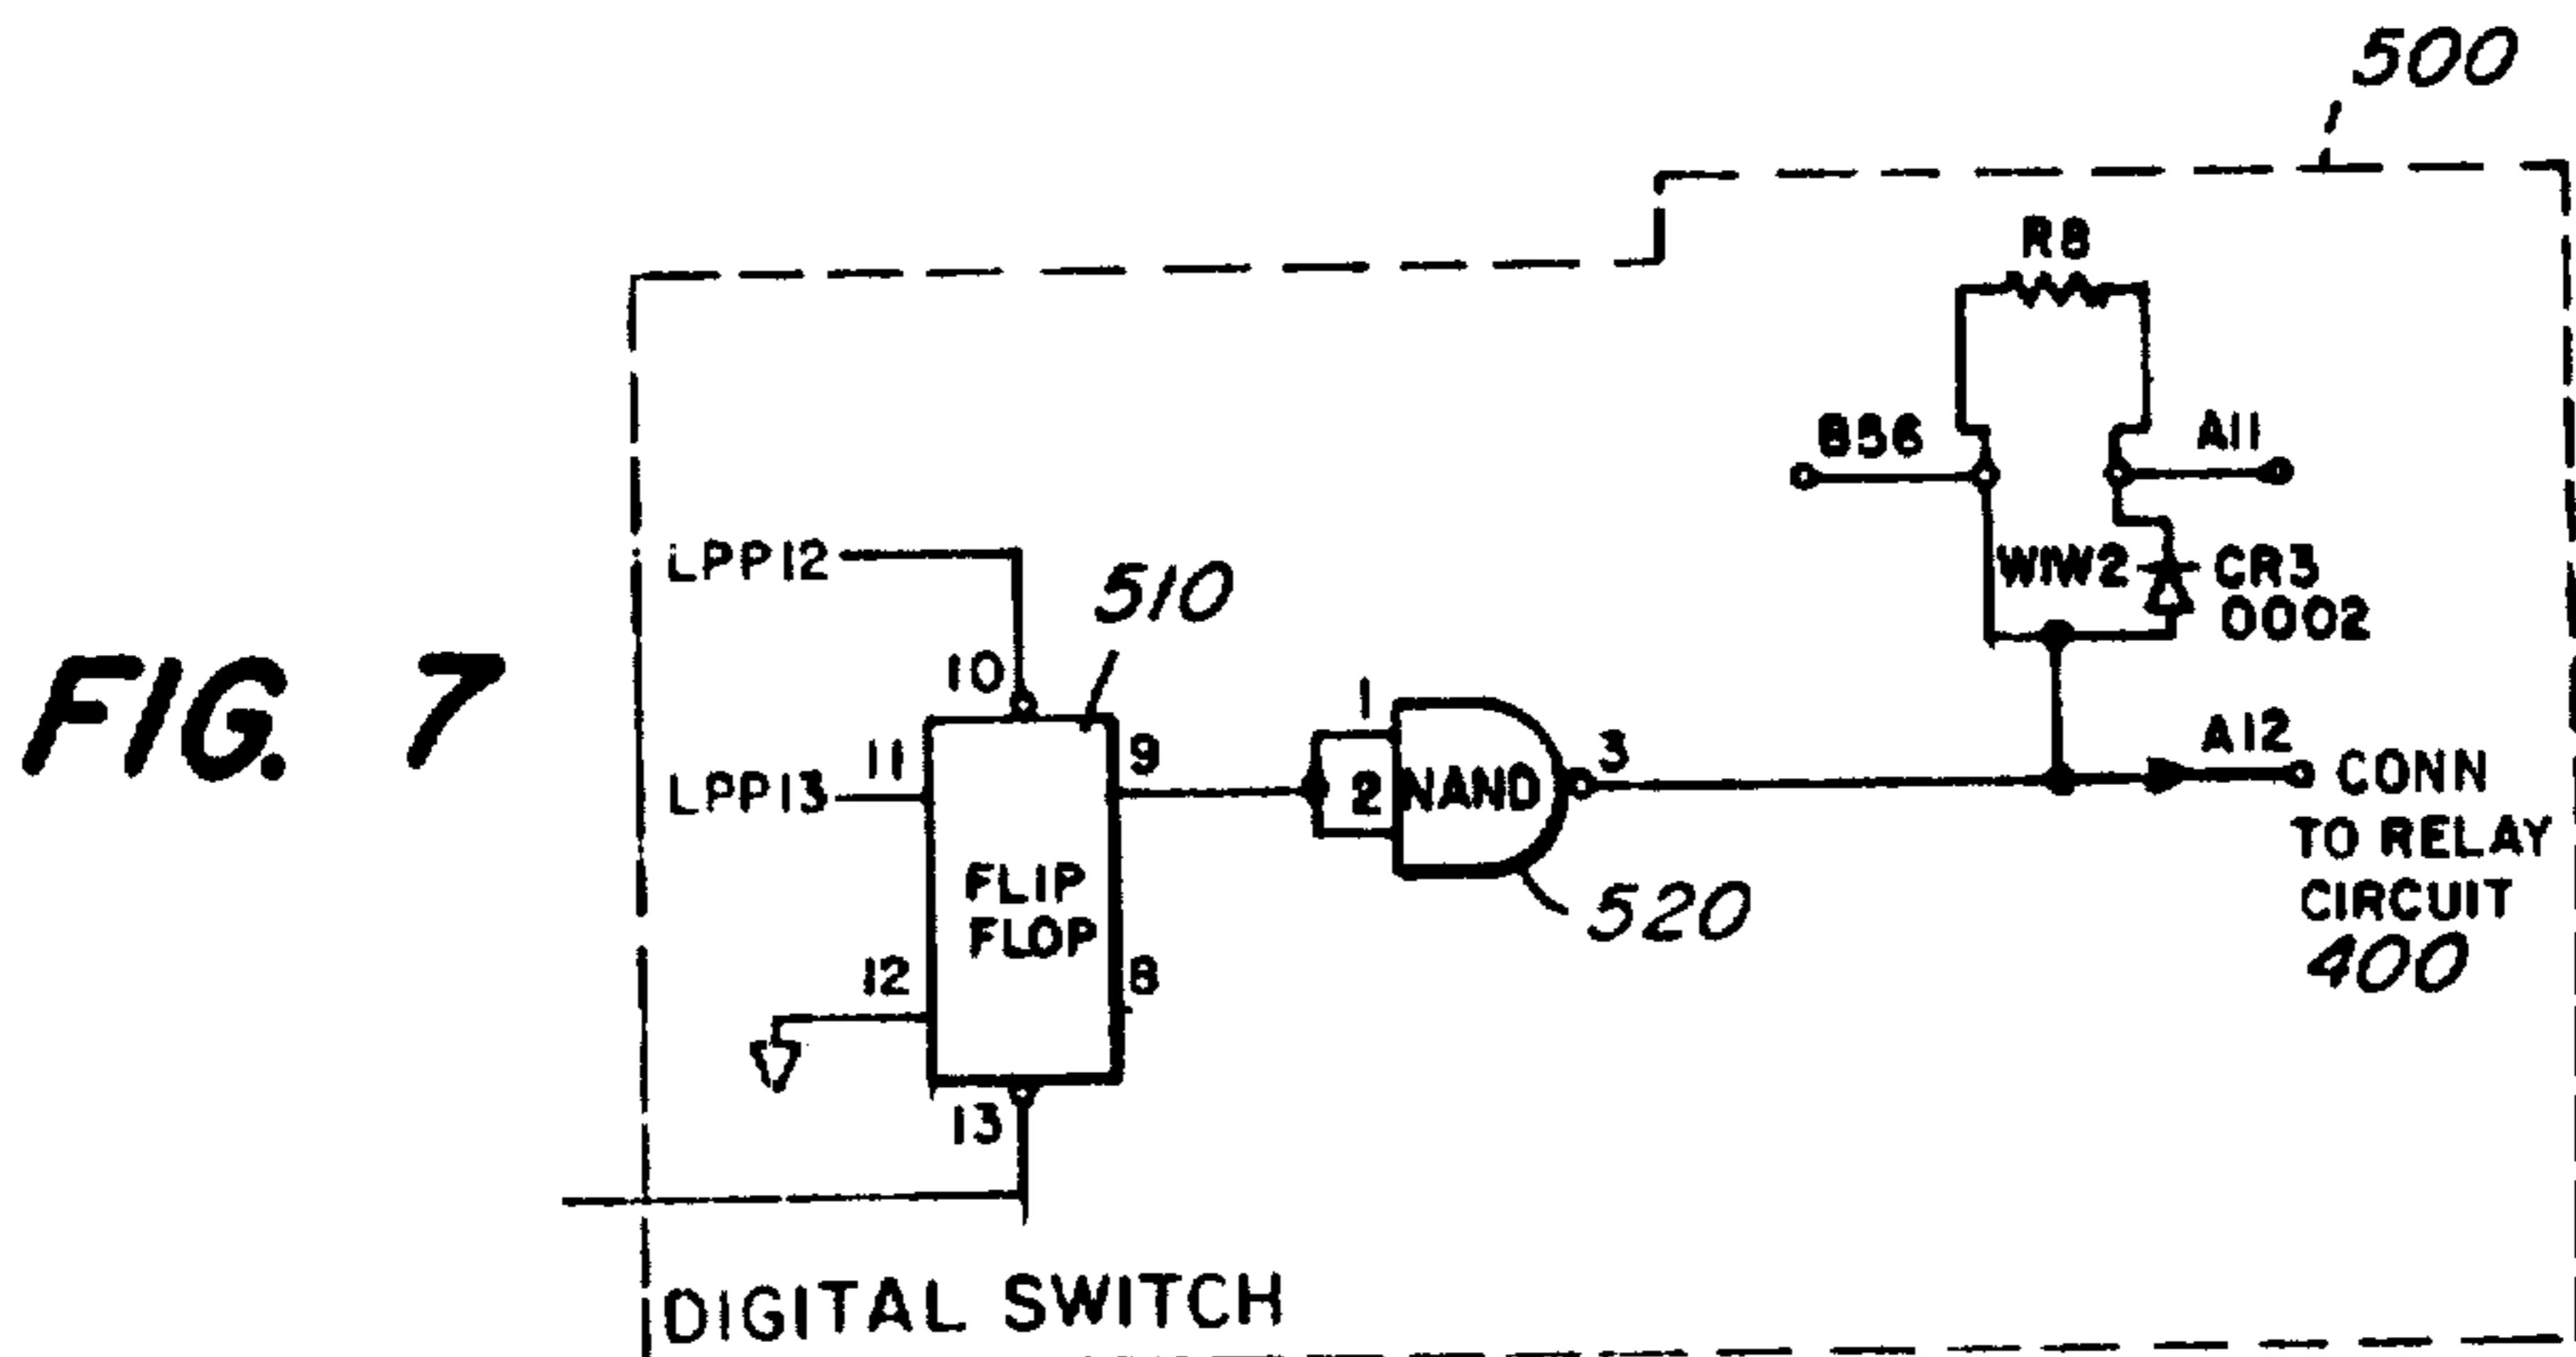 500
R8
A11
W1W2
CR3
0002
LPP12
510
10
FIG. 7
LPP13
11
9
1
2
NAND
3
A12
CONN
TO RELAY
CIRCUIT
400
520
FLIP
FLOP
12
8
13
DIGITAL SWITCH